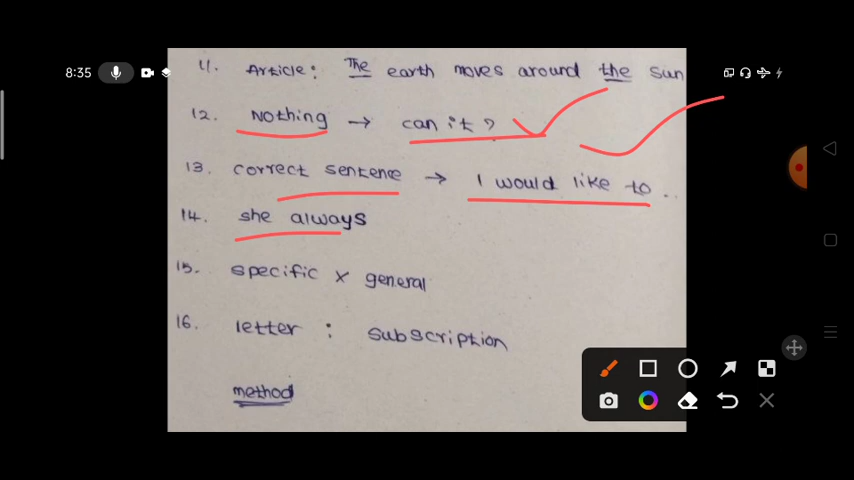 8:35
11. Article: The earth moves around the sun
12. Nothing → can it?
13. correct sentence → I would like to ..
14. she always
15. specific x general
16. letter : subscription
method